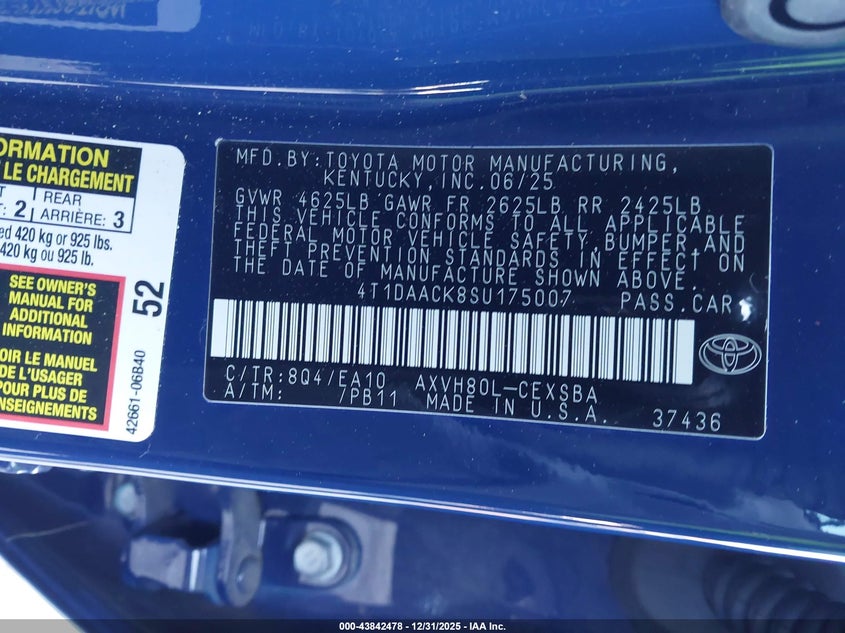 ORMATION
LE CHARGEMENT
2
REAR
ARRIÈRE: 3
ed 420 kg or 925 lbs.
420 kg ou 925 lb.
SEE OWNER'S
MANUAL FOR
ADDITIONAL
INFORMATION
OIR LE MANUEL
DE L'USAGER
POUR PLUS DE
ENSEIGNEMENTS
52
42661-06B40
MFD.BY:TOYOTA MOTOR MANUFACTURING,
KENTUCKY,INC.06/25
GVWR 4625LB GAWR FR 2625LB RR 2425LB
THIS VEHICLE CONFORMS TO ALL APPLICABLE
FEDERAL MOTOR VEHICLE SAFETY,BUMPER,AND
THEFT PREVENTION STANDARDS IN EFFECT ON
THE DATE OF MANUFACTURE SHOWN ABOVE.
4T1DAACK8SU175007 PASS.CAR
C/TR:8Q4/EA10 AXVH80L-CEXSBA
A/TM: /PB11 MADE IN U.S.A. 37436
000-43842478 - 12/31/2025 - IAA Inc.